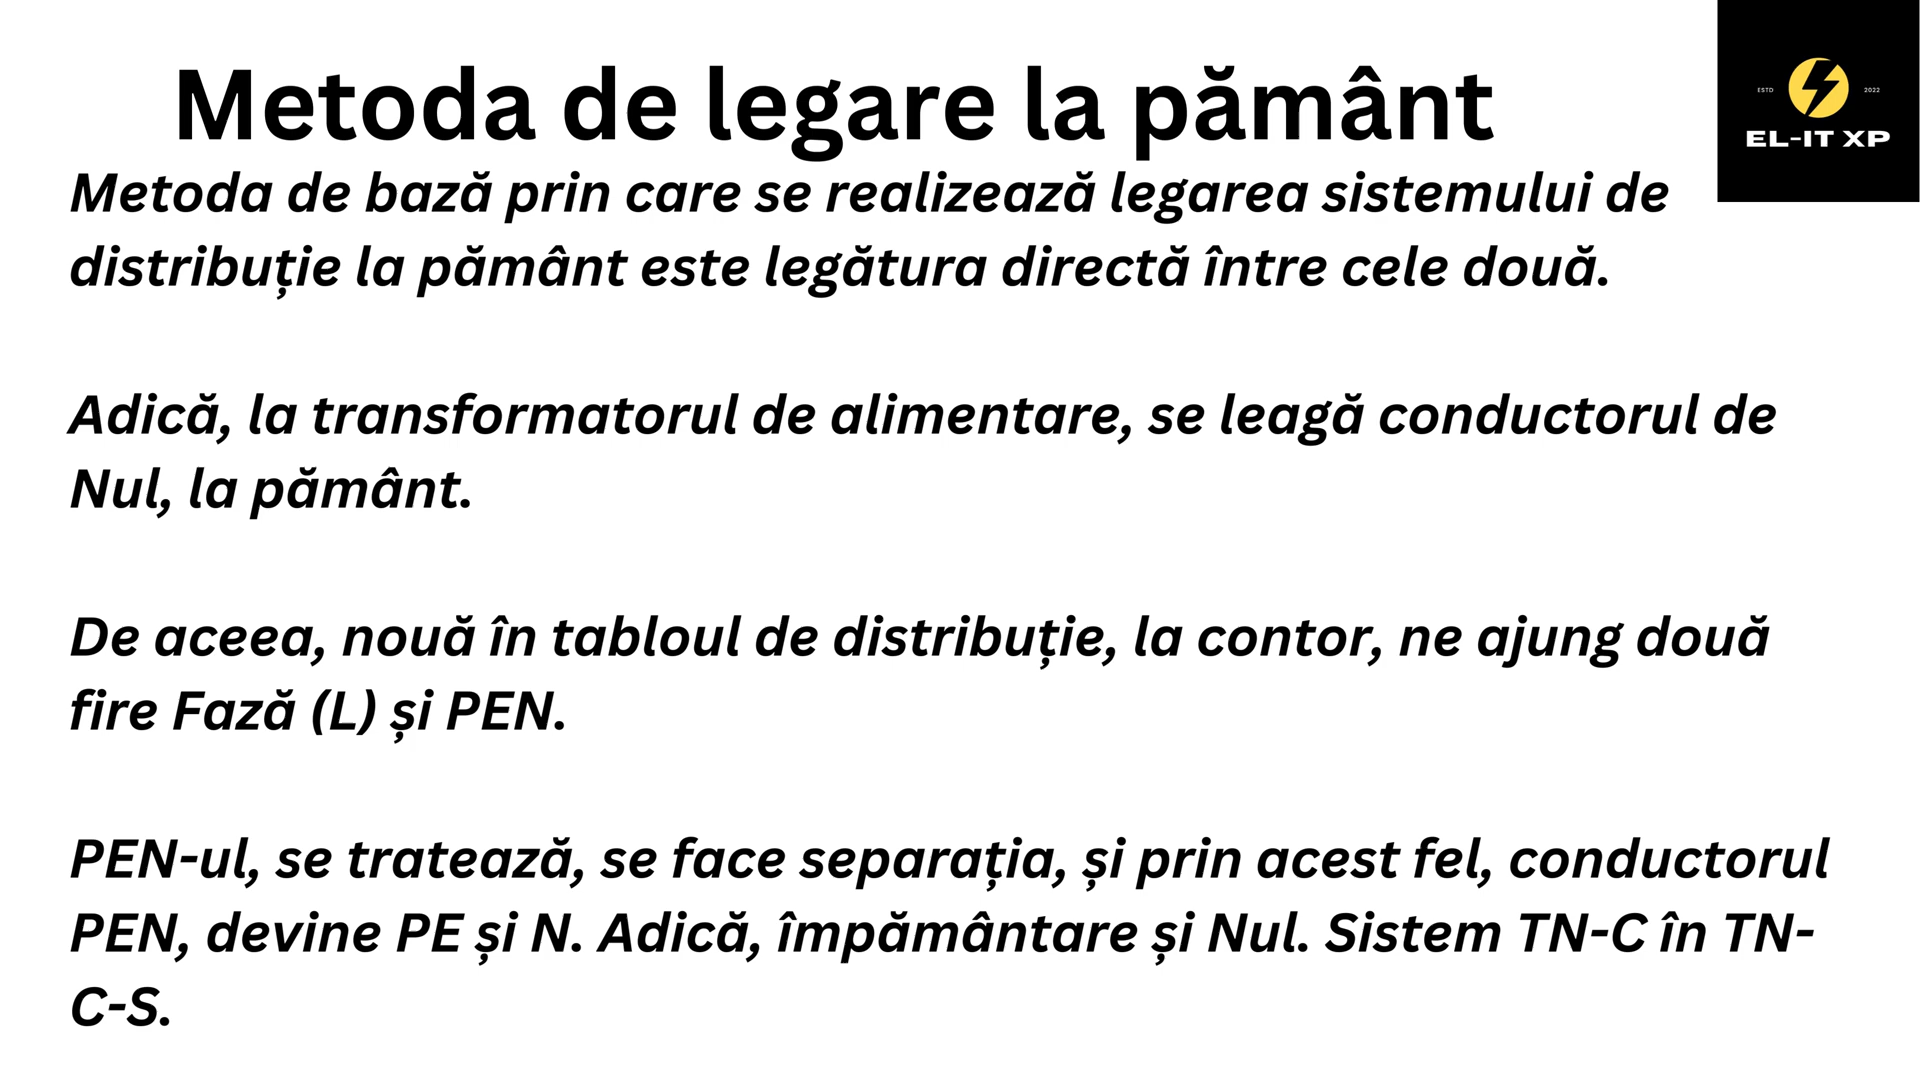 Metoda de legare la pământ
ESTD 2022
EL-IT XP
Metoda de bază prin care se realizează legarea sistemului de
distribuție la pământ este legătura directă între cele două.
Adică, la transformatorul de alimentare, se leagă conductorul de
Nul, la pământ.
De aceea, nouă în tabloul de distribuție, la contor, ne ajung două
fire Fază (L) și PEN.
PEN-ul, se tratează, se face separația, și prin acest fel, conductorul
PEN, devine PE și N. Adică, împământare și Nul. Sistem TN-C în TN-
C-S.